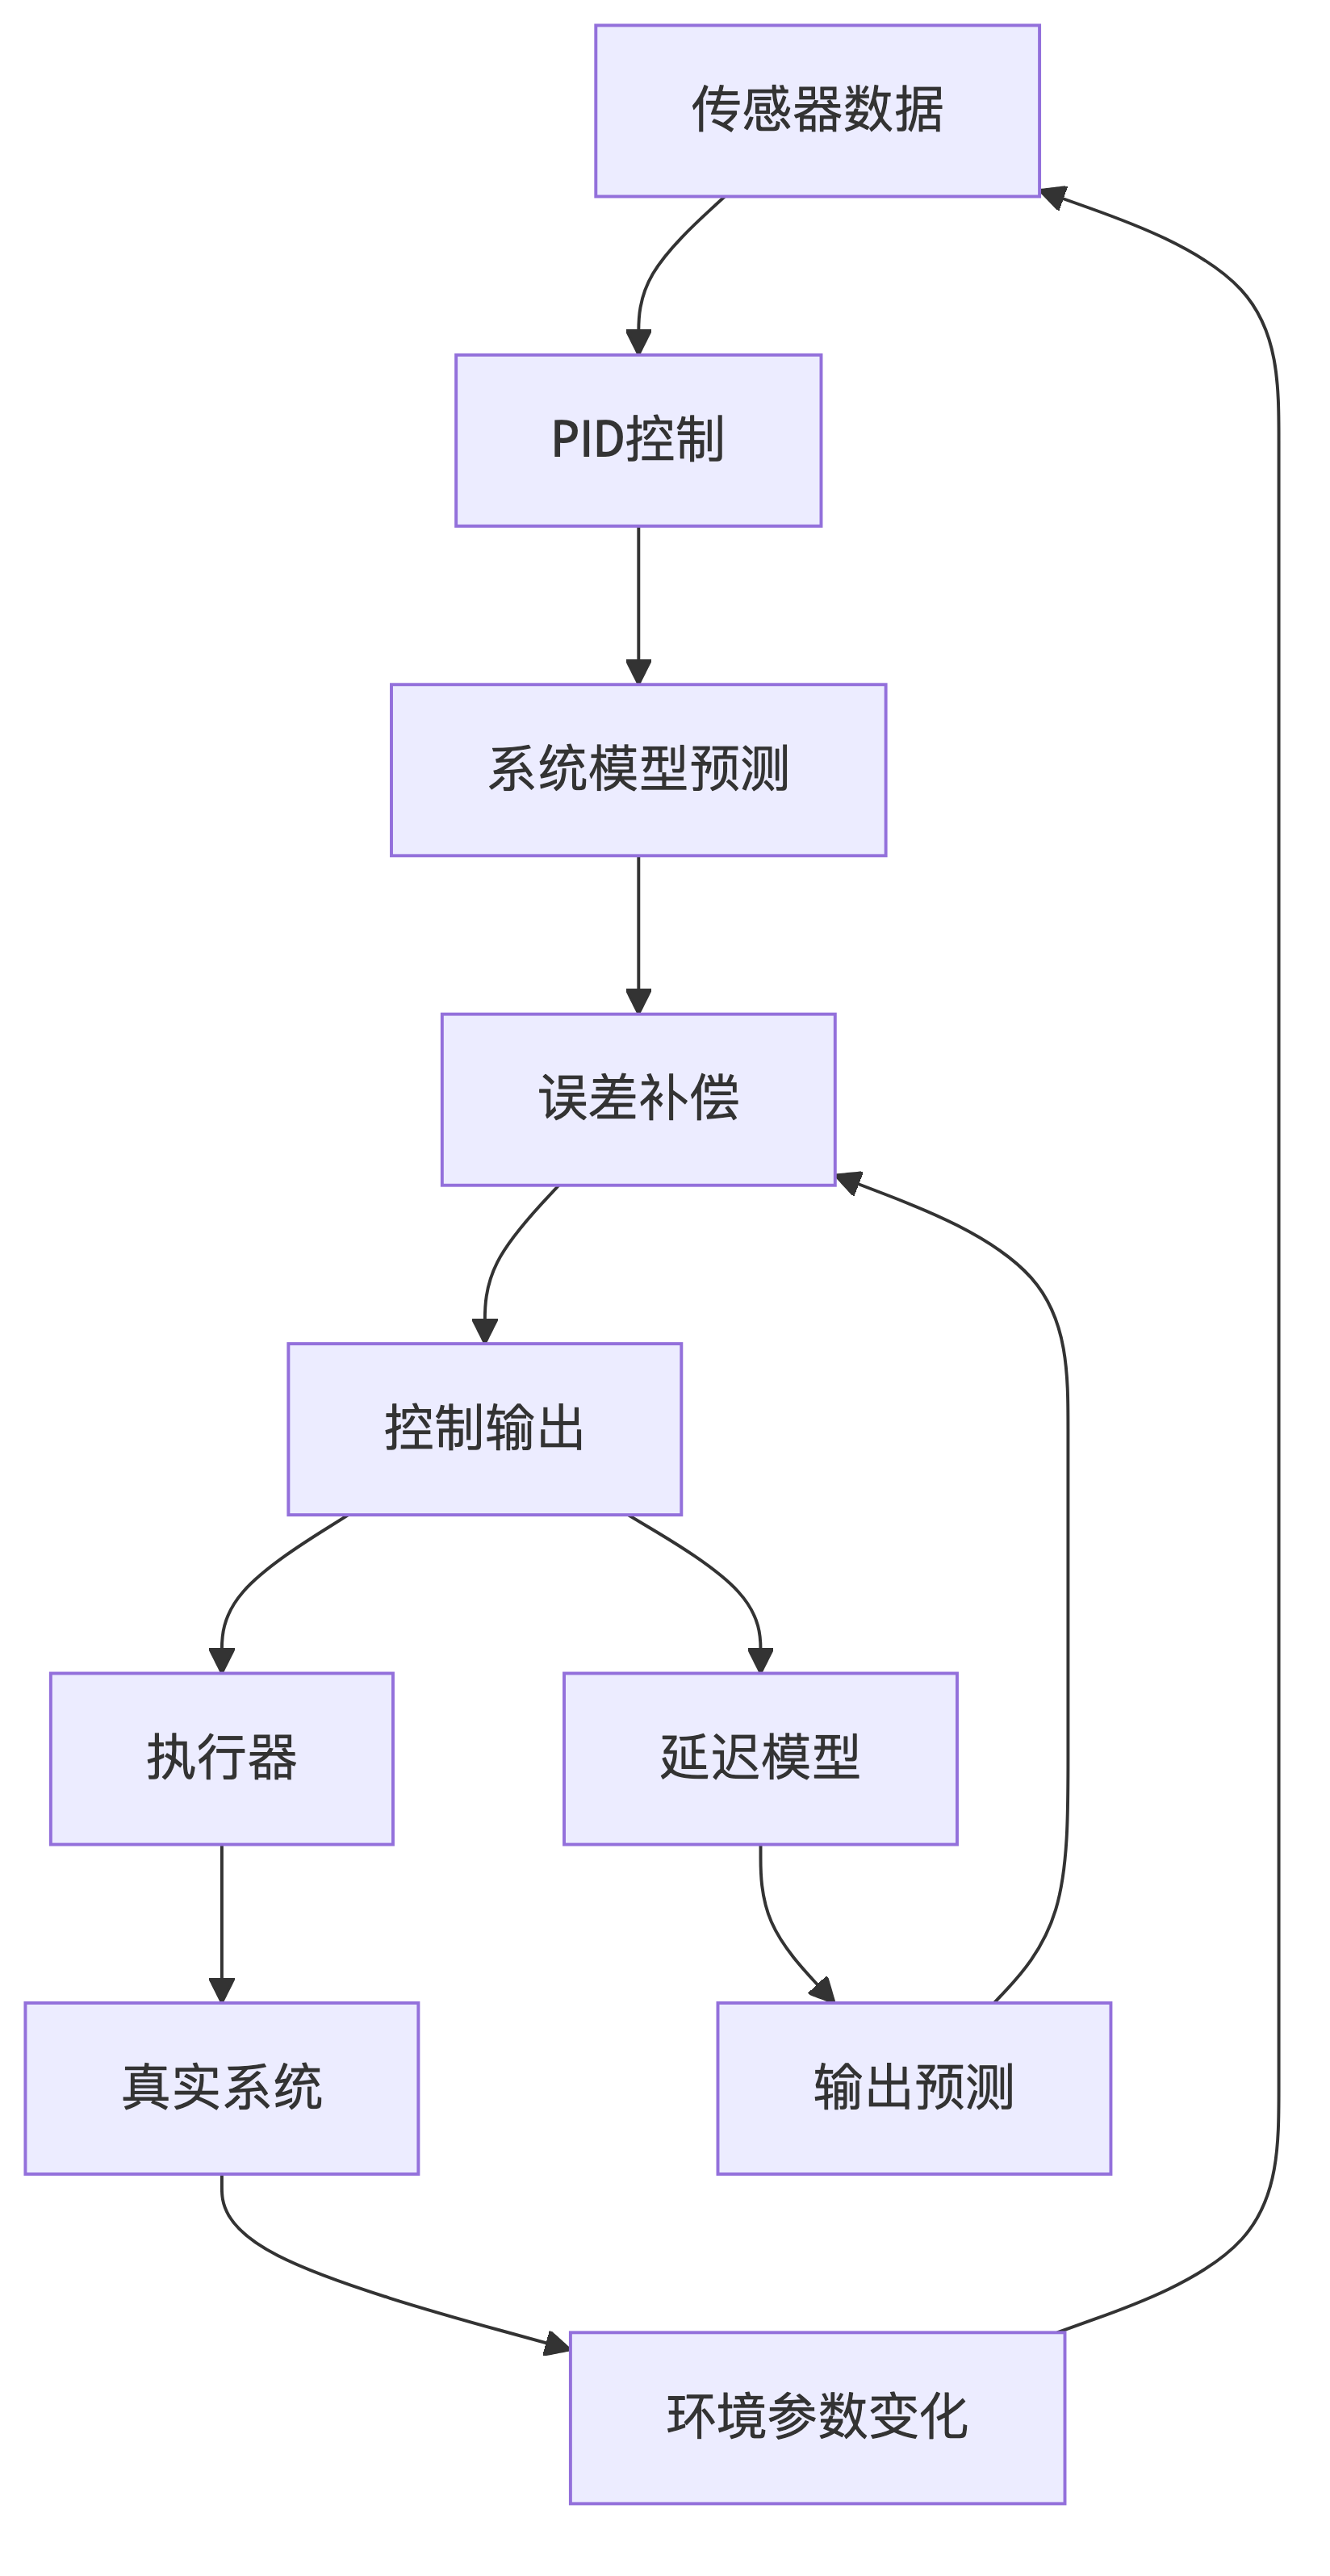 传感器数据
PID控制
系统模型预测
误差补偿
控制输出
执行器
延迟模型
真实系统
输出预测
环境参数变化